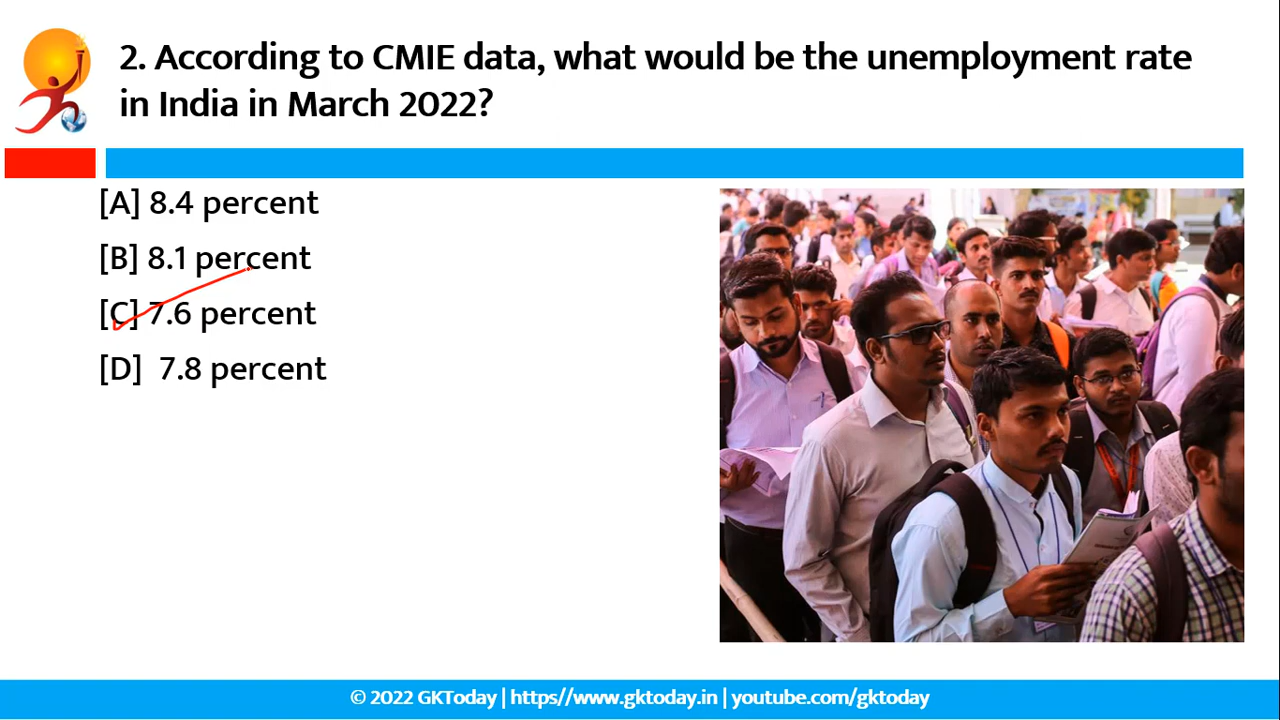 2. According to CMIE data, what would be the unemployment rate
in India in March 2022?
[A] 8.4 percent
[B] 8.1 percent
[C] 7.6 percent
[D] 7.8 percent
© 2022 GKToday | https//www.gktoday.in | youtube.com/gktoday